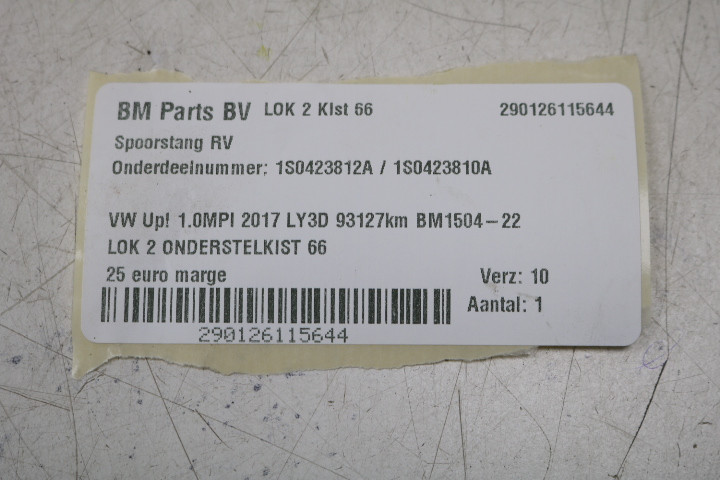 BM Parts BV LOK 2 Kist 66 290126115644
Spoorstang RV
Onderdeelnummer: 1S0423812A / 1S0423810A
VW Up! 1.0MPI 2017 LY3D 93127km BM1504-22
LOK 2 ONDERSTELKIST 66
25 euro marge Verz: 10
Aantal: 1
290126115644